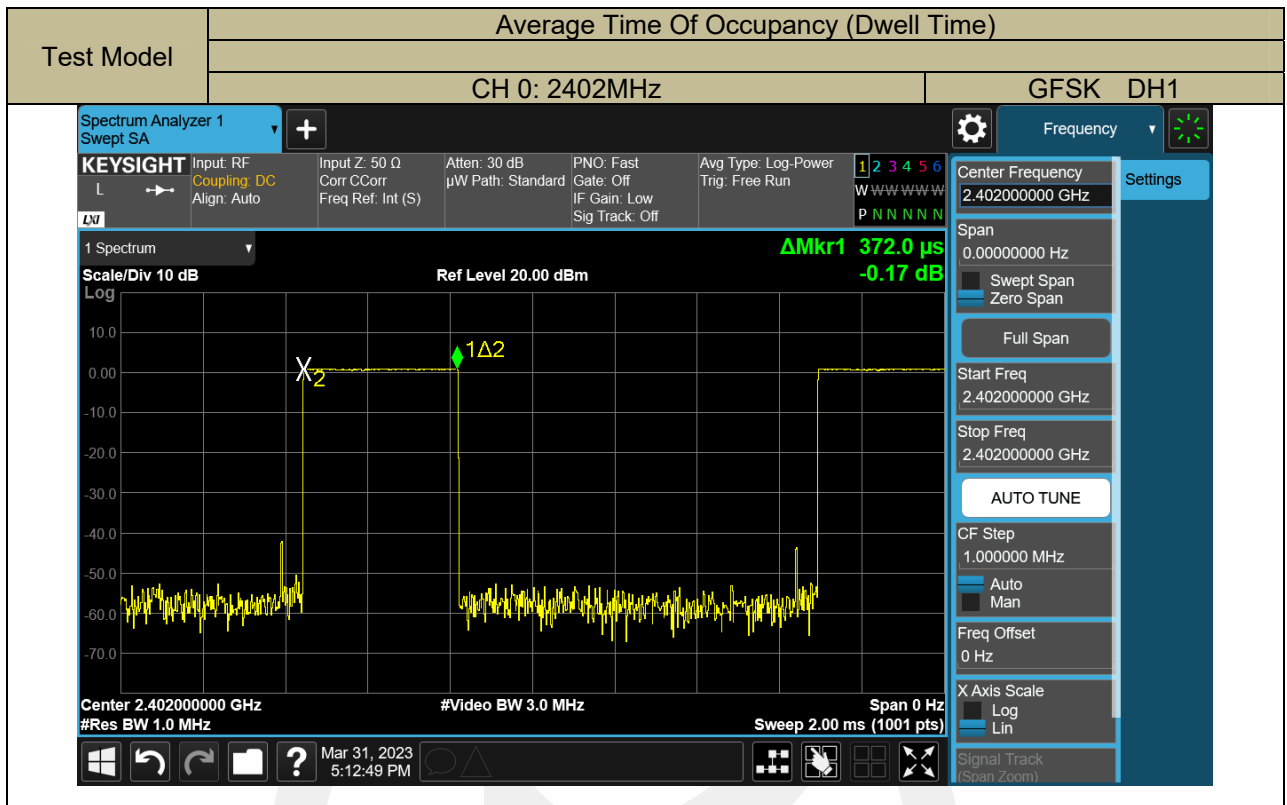 Average Time Of Occupancy (Dwell Time)
Test Model
CH 0: 2402MHz GFSK DH1
Spectrum Analyzer 1
Swept SA
Frequency
KEYSIGHT
L
LXI
Input: RF
Coupling: DC
Align: Auto
Input Z: 50 Ω
Corr CCorr
Freq Ref: Int (S)
Atten: 30 dB
µW Path: Standard
PNO: Fast
Gate: Off
IF Gain: Low
Sig Track: Off
Avg Type: Log-Power
Trig: Free Run
1 2 3 4 5 6
W W W W W W
P N N N N N
1 Spectrum
ΔMkr1 372.0 µs
-0.17 dB
Scale/Div 10 dB
Ref Level 20.00 dBm
Log
10.0
0.00
-10.0
-20.0
-30.0
-40.0
-50.0
-60.0
-70.0
X2
1Δ2
Center 2.402000000 GHz
#Video BW 3.0 MHz
Span 0 Hz
#Res BW 1.0 MHz
Sweep 2.00 ms (1001 pts)
Center Frequency
2.402000000 GHz
Settings
Span
0.00000000 Hz
Swept Span
Zero Span
Full Span
Start Freq
2.402000000 GHz
Stop Freq
2.402000000 GHz
AUTO TUNE
CF Step
1.000000 MHz
Auto
Man
Freq Offset
0 Hz
X Axis Scale
Log
Lin
Signal Track
(Span Zoom)
?
Mar 31, 2023
5:12:49 PM